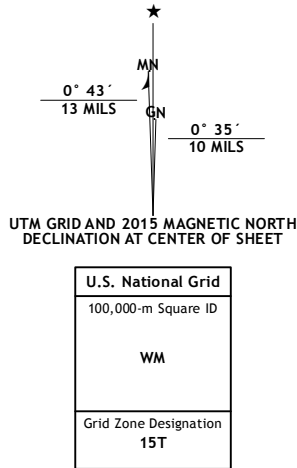 ★
MN
0° 43´
13 MILS
GN
0° 35´
10 MILS
UTM GRID AND 2015 MAGNETIC NORTH
DECLINATION AT CENTER OF SHEET
U.S. National Grid
100,000-m Square ID
WM
Grid Zone Designation
15T